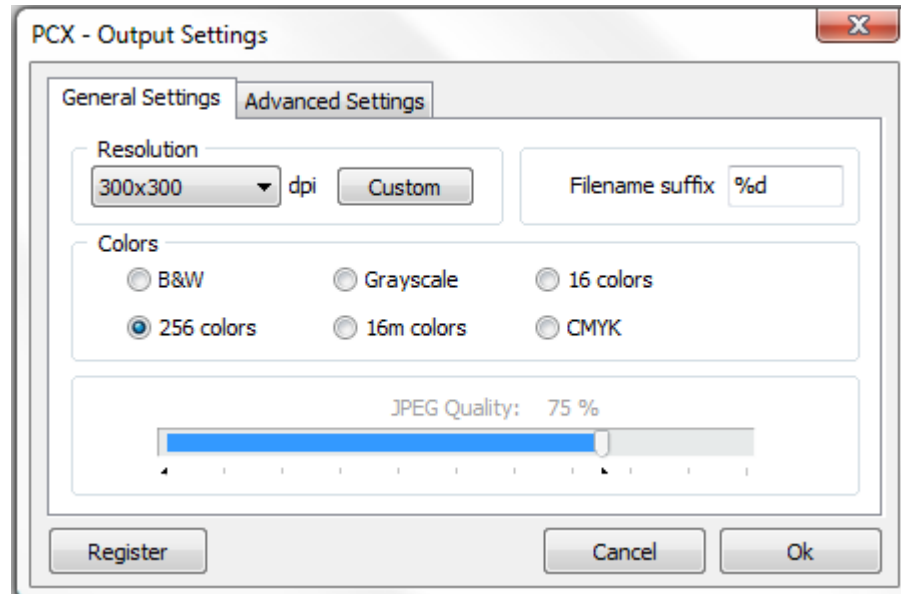 PCX - Output Settings
General Settings
Advanced Settings
Resolution
300x300 dpi Custom
Filename suffix %d
Colors
B&W Grayscale 16 colors
256 colors 16m colors CMYK
JPEG Quality: 75 %
Register Cancel Ok